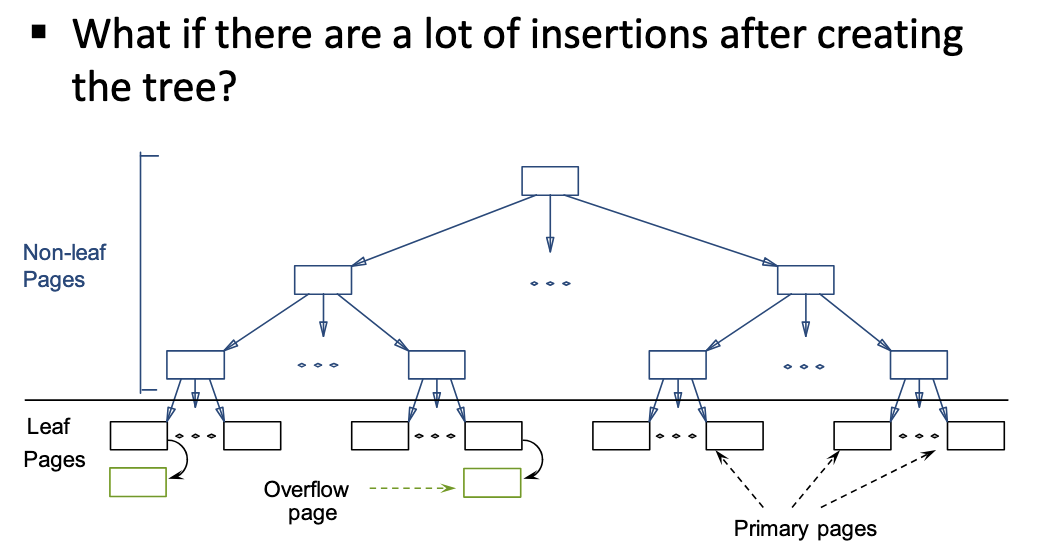 ▪ What if there are a lot of insertions after creating
the tree?
Non-leaf
Pages
Leaf
Pages
Overflow
page
Primary pages